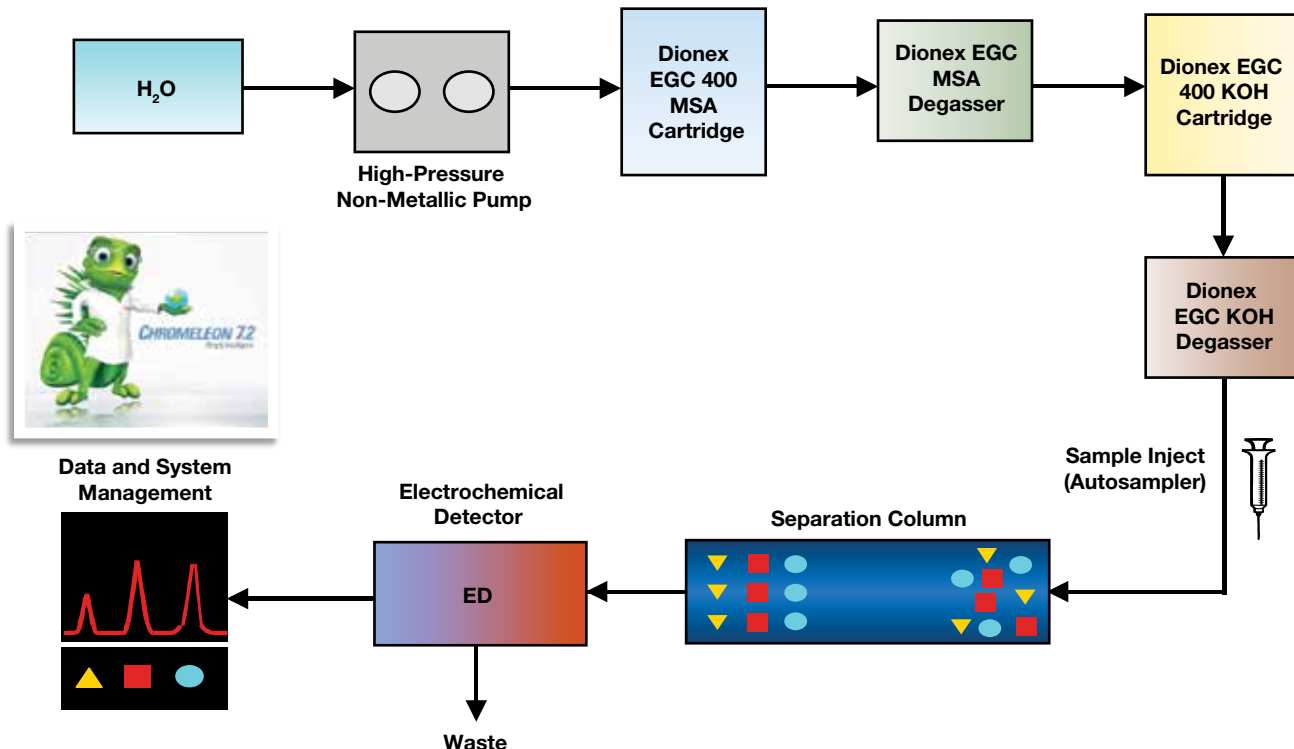 H₂O
High-Pressure
Non-Metallic Pump
Dionex
EGC 400
MSA
Cartridge
Dionex EGC
MSA
Degasser
Dionex EGC
400 KOH
Cartridge
Dionex
EGC KOH
Degasser
Sample Inject
(Autosampler)
Separation Column
Electrochemical
Detector
ED
Waste
CHROMELEON 7.2
Data and System
Management